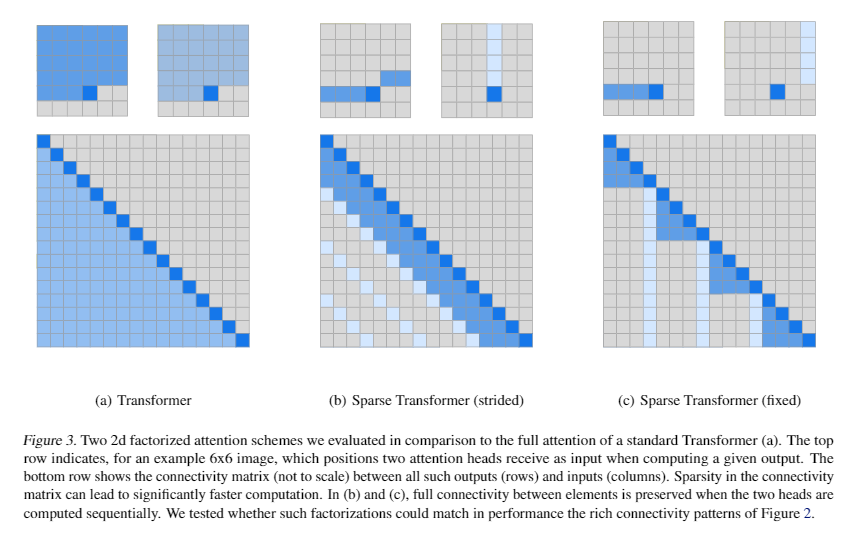 (a) Transformer
(b) Sparse Transformer (strided)
(c) Sparse Transformer (fixed)
Figure 3. Two 2d factorized attention schemes we evaluated in comparison to the full attention of a standard Transformer (a). The top
row indicates, for an example 6x6 image, which positions two attention heads receive as input when computing a given output. The
bottom row shows the connectivity matrix (not to scale) between all such outputs (rows) and inputs (columns). Sparsity in the connectivity
matrix can lead to significantly faster computation. In (b) and (c), full connectivity between elements is preserved when the two heads are
computed sequentially. We tested whether such factorizations could match in performance the rich connectivity patterns of Figure 2.